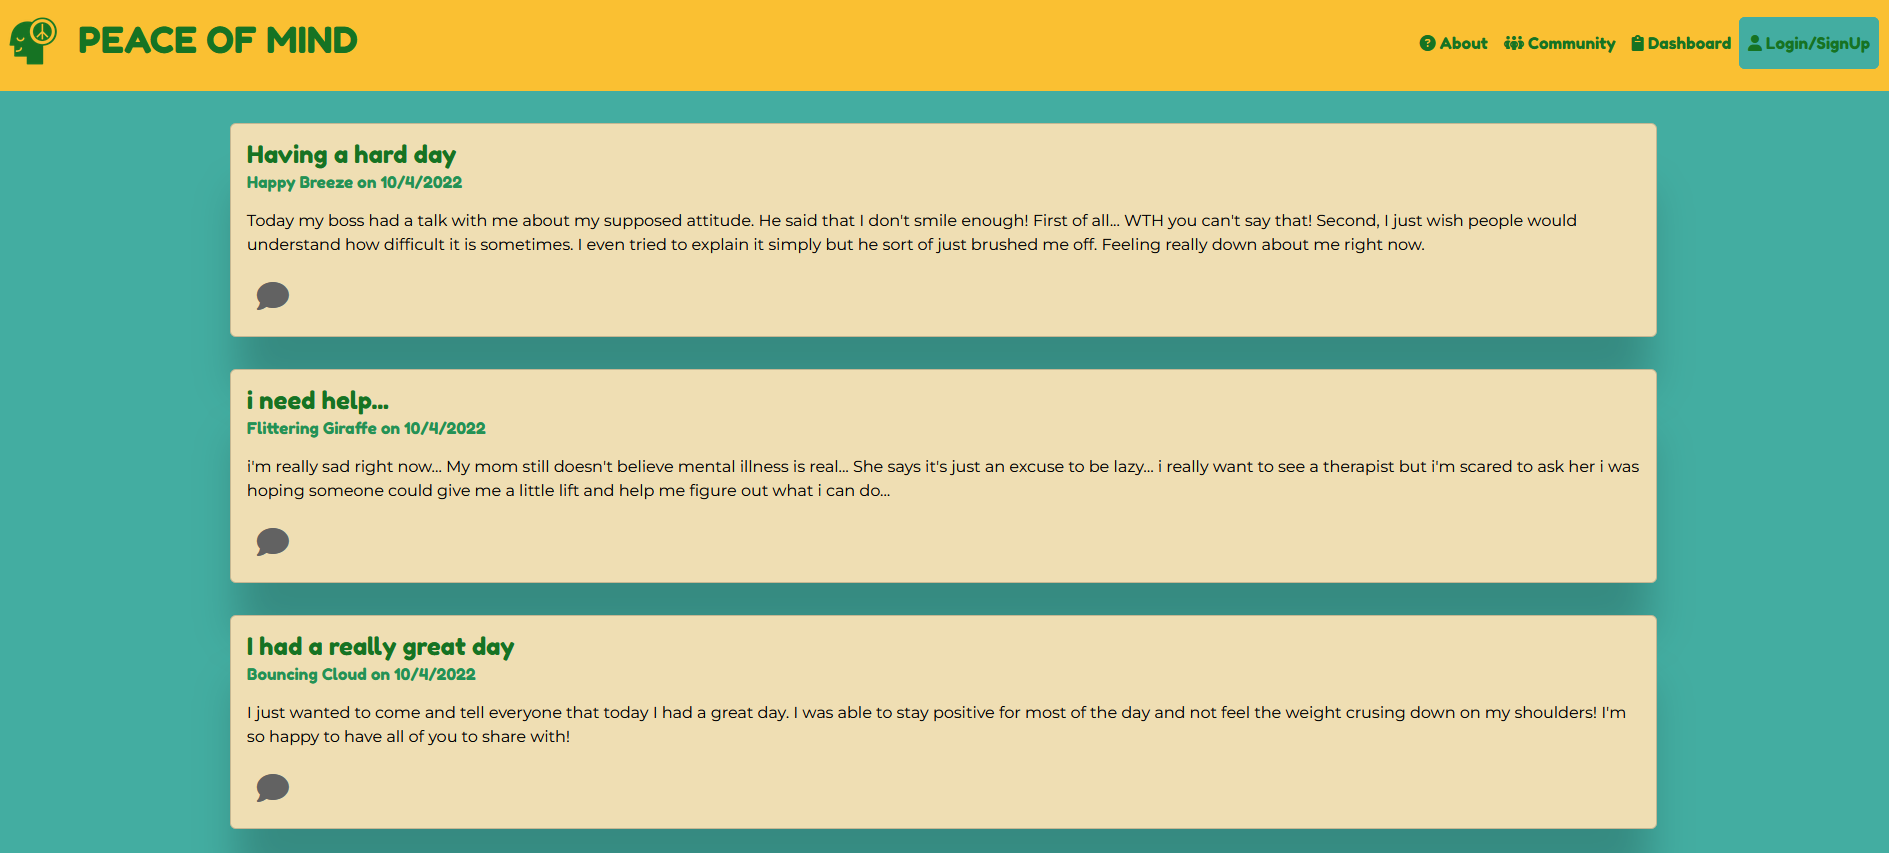 PEACE OF MIND
About Community Dashboard Login/SignUp
Having a hard day
Happy Breeze on 10/4/2022
Today my boss had a talk with me about my supposed attitude. He said that I don't smile enough! First of all... WTH you can't say that! Second, I just wish people would
understand how difficult it is sometimes. I even tried to explain it simply but he sort of just brushed me off. Feeling really down about me right now.
i need help...
Flittering Giraffe on 10/4/2022
i'm really sad right now... My mom still doesn't believe mental illness is real... She says it's just an excuse to be lazy... i really want to see a therapist but i'm scared to ask her i was
hoping someone could give me a little lift and help me figure out what i can do...
I had a really great day
Bouncing Cloud on 10/4/2022
I just wanted to come and tell everyone that today I had a great day. I was able to stay positive for most of the day and not feel the weight crusing down on my shoulders! I'm
so happy to have all of you to share with!